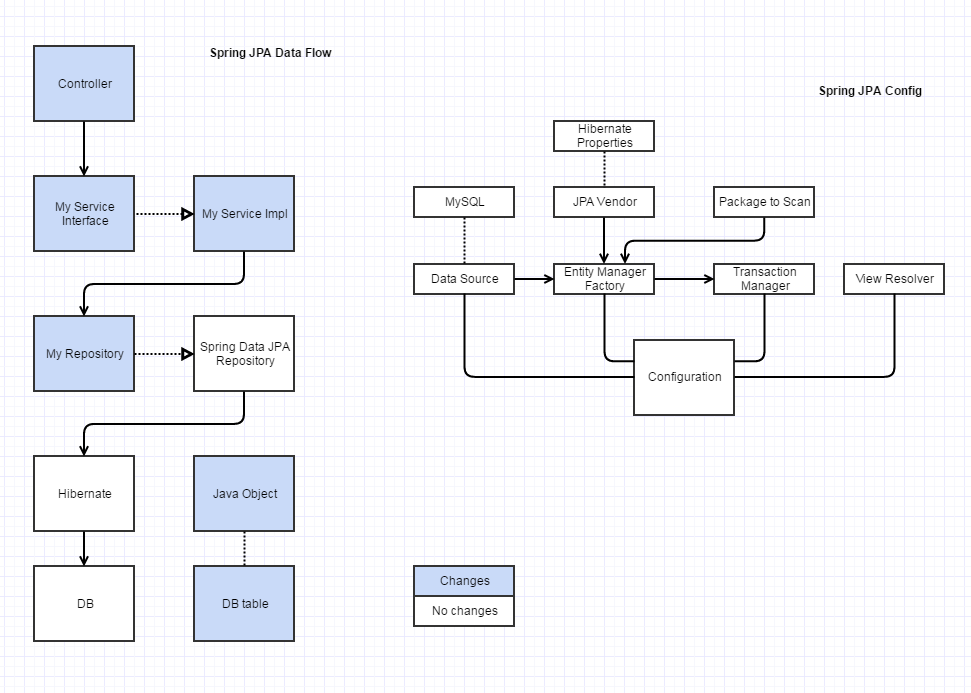 Spring JPA Data Flow
Controller
My Service
Interface
My Service Impl
My Repository
Spring Data JPA
Repository
Hibernate
Java Object
DB
DB table
Spring JPA Config
Hibernate
Properties
MySQL
JPA Vendor
Package to Scan
Data Source
Entity Manager
Factory
Transaction
Manager
View Resolver
Configuration
Changes
No changes